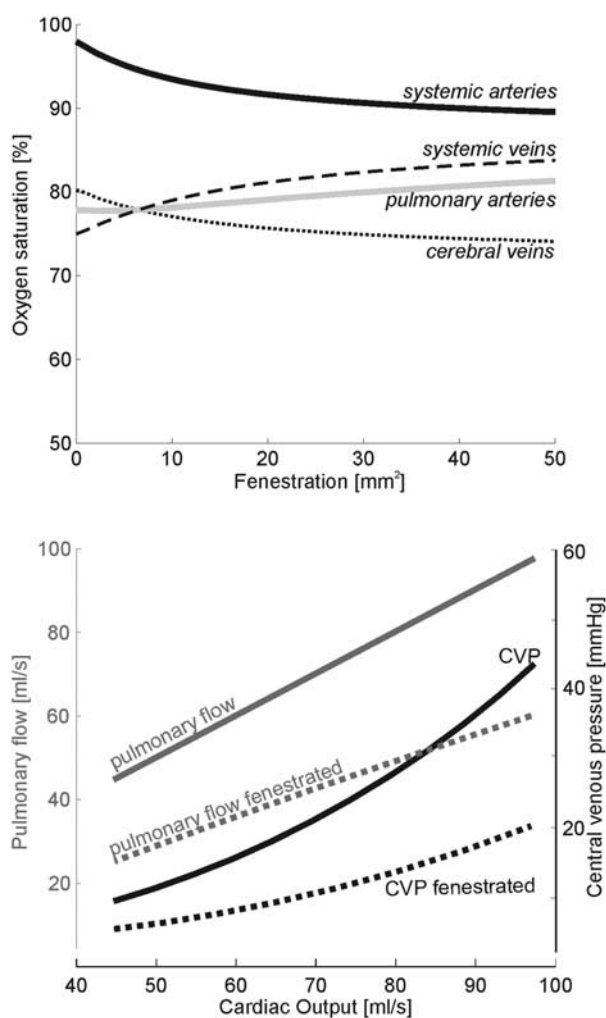 100
90
80
70
60
50
Oxygen saturation [%]
systemic arteries
systemic veins
pulmonary arteries
cerebral veins
0 10 20 30 40 50
Fenestration [mm²]
100
80
60
40
20
Pulmonary flow [ml/s]
60
40
20
Central venous pressure [mmHg]
pulmonary flow
CVP
pulmonary flow fenestrated
CVP fenestrated
40 50 60 70 80 90 100
Cardiac Output [ml/s]